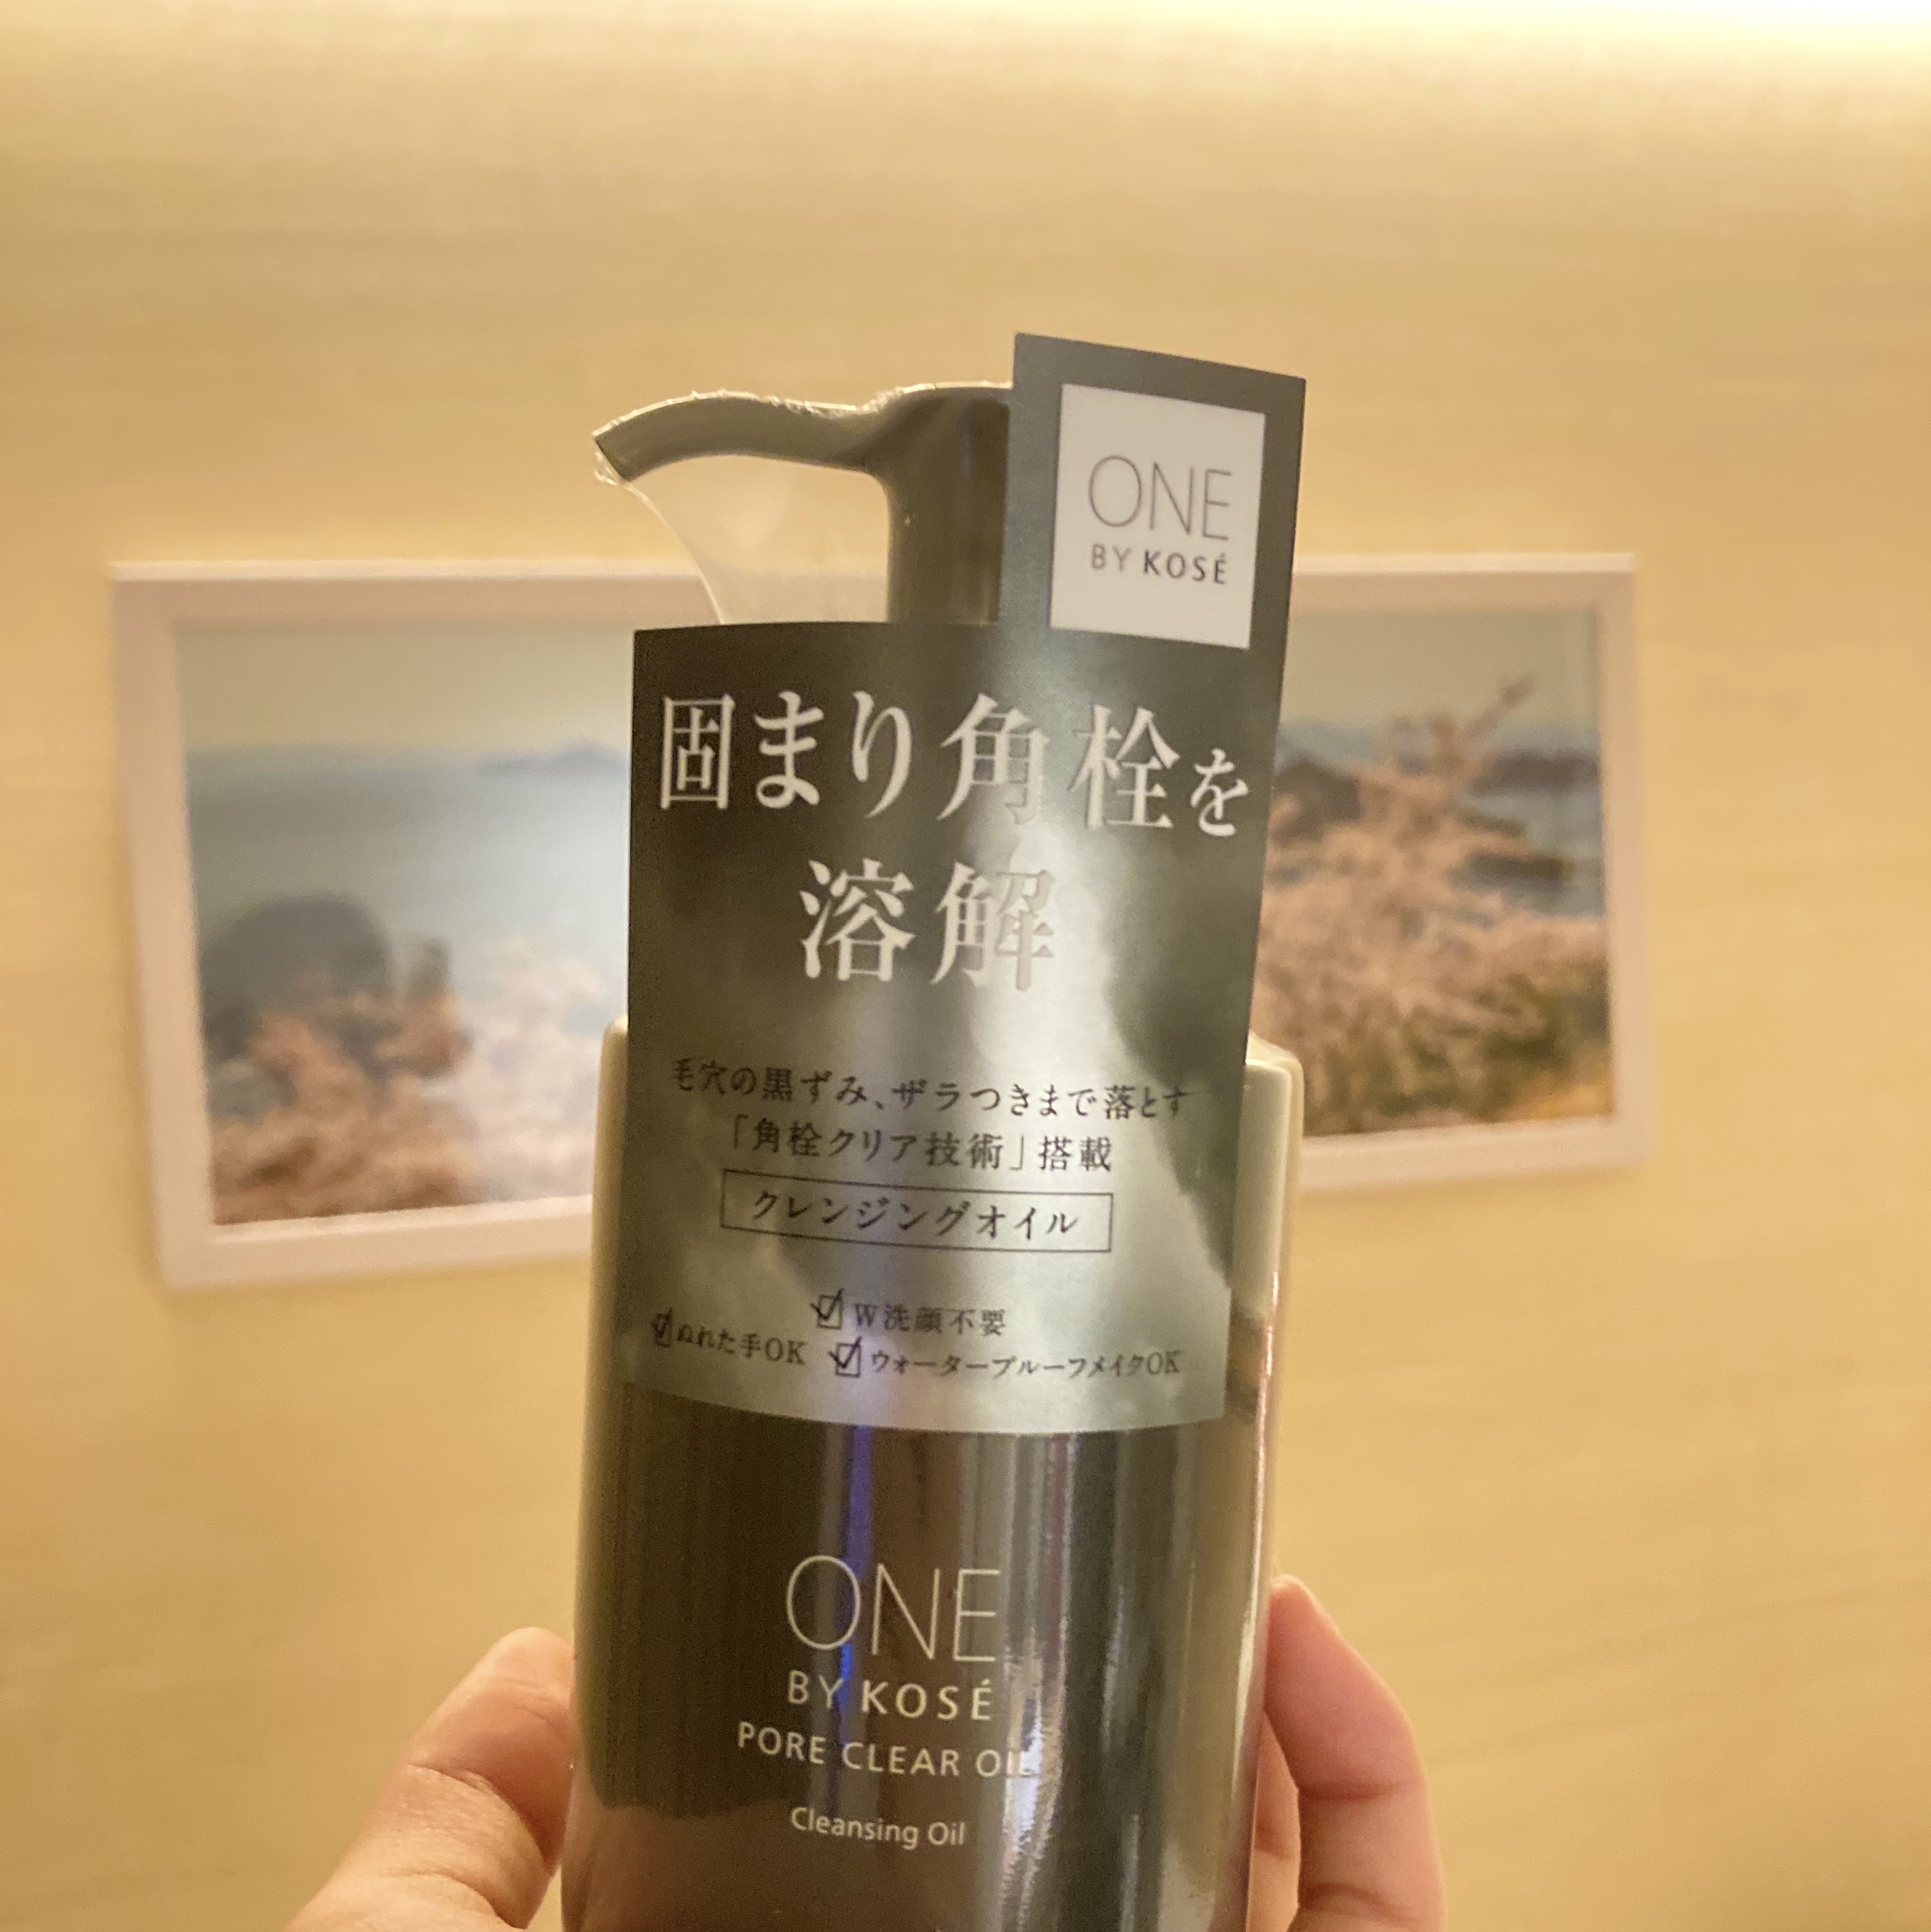 ONE
BY KOSÉ
固まり角栓を
溶解
毛穴の黒ずみ、ザラつきまで落とす
「角栓クリア技術」搭載
クレンジングオイル
W洗顔不要
ぬれた手OK
ウォータープルーフメイクOK
ONE
BY KOSÉ
PORE CLEAR OIL
Cleansing Oil